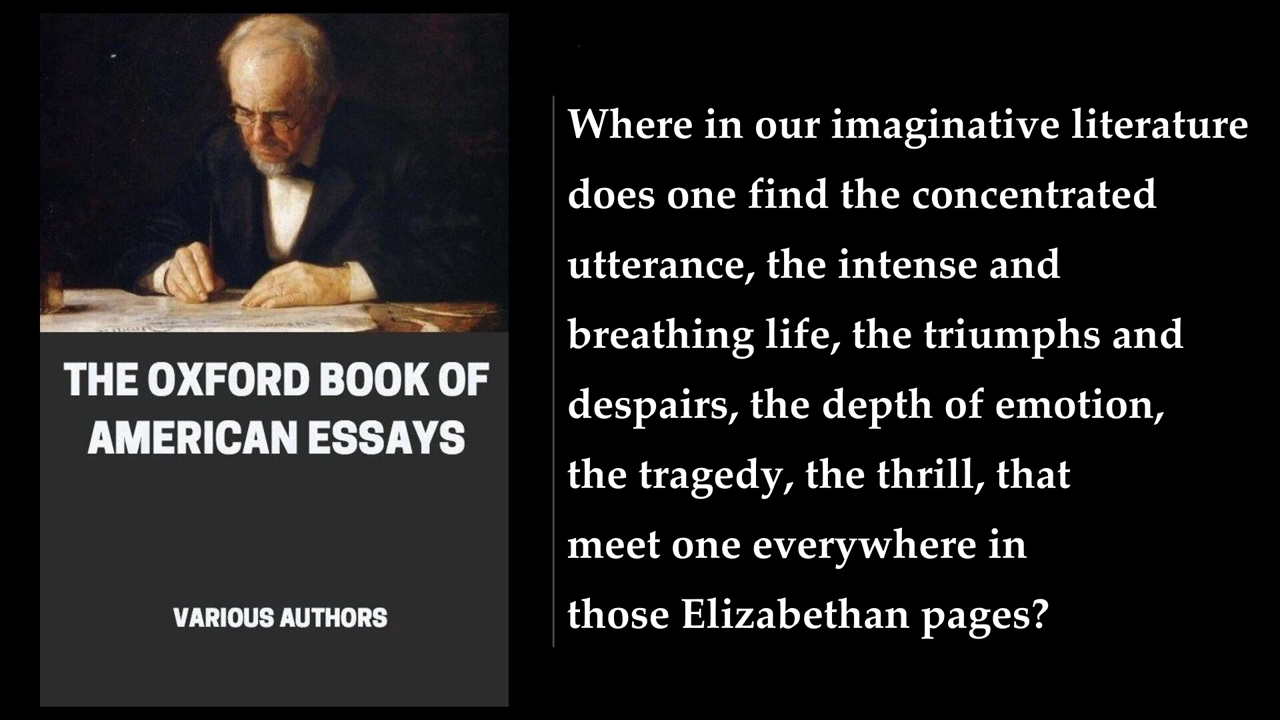 THE OXFORD BOOK OF
AMERICAN ESSAYS
VARIOUS AUTHORS
Where in our imaginative literature
does one find the concentrated
utterance, the intense and
breathing life, the triumphs and
despairs, the depth of emotion,
the tragedy, the thrill, that
meet one everywhere in
those Elizabethan pages?